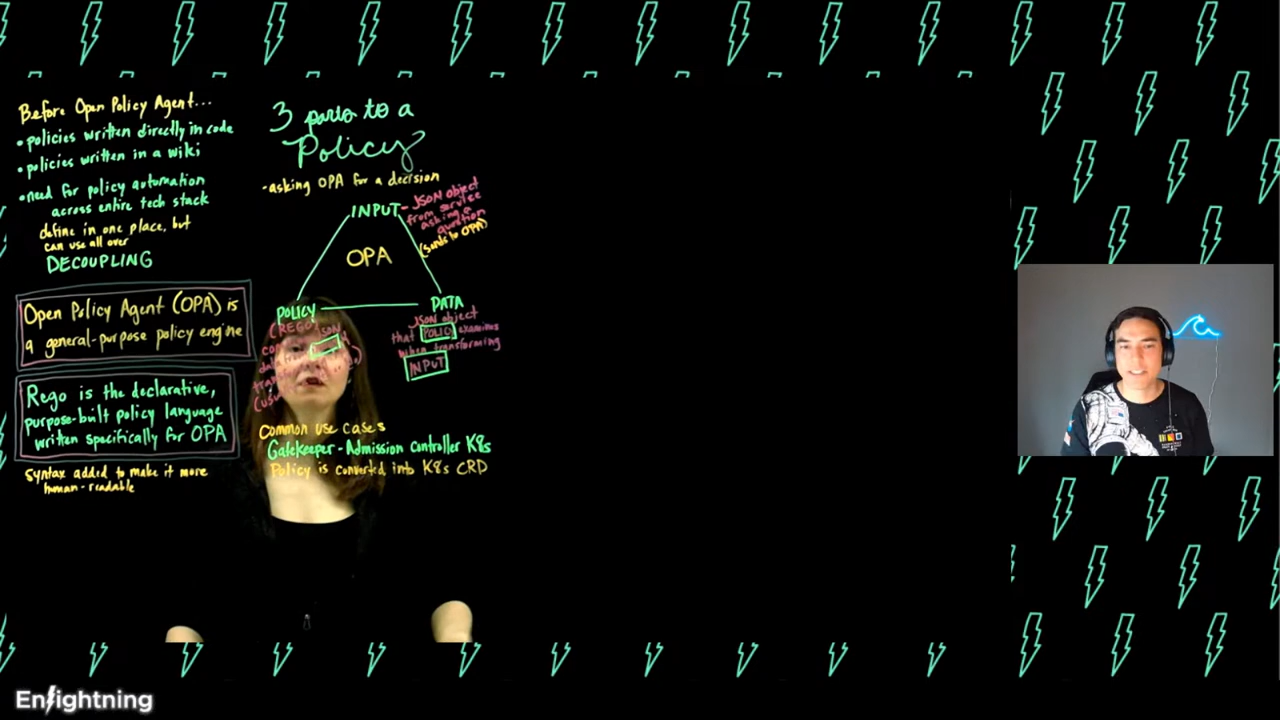 Before Open Policy Agent...
• policies written directly in code
• policies written in a wiki
• need for policy automation
across entire tech stack
define in one place, but
can use all over
DECOUPLING
Open Policy Agent (OPA) is
a general-purpose policy engine
Rego is the declarative,
purpose-built policy language
written specifically for OPA
Syntax added to make it more
human-readable
3 parts to a
Policy
- asking OPA for a decision
INPUT - JSON object
from service
asking a
question
(sends to OPA)
OPA
POLICY
(REGO)
JSON
DATA
JSON object
that POLICY examines
when transforming
INPUT
Common use cases
Gatekeeper - Admission controller K8s
Policy is converted into K8s CRD
Enlightning